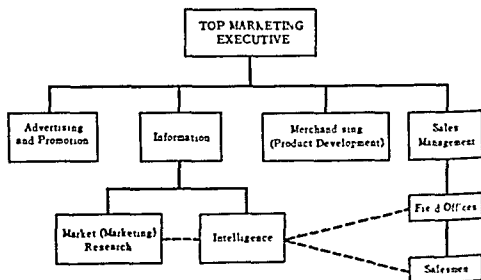 TOP MARKETING
EXECUTIVE
Advertising
and Promotion
Information
Merchandising
(Product Development)
Sales
Management
Market (Marketing)
Research
Intelligence
Field Offices
Salesmen